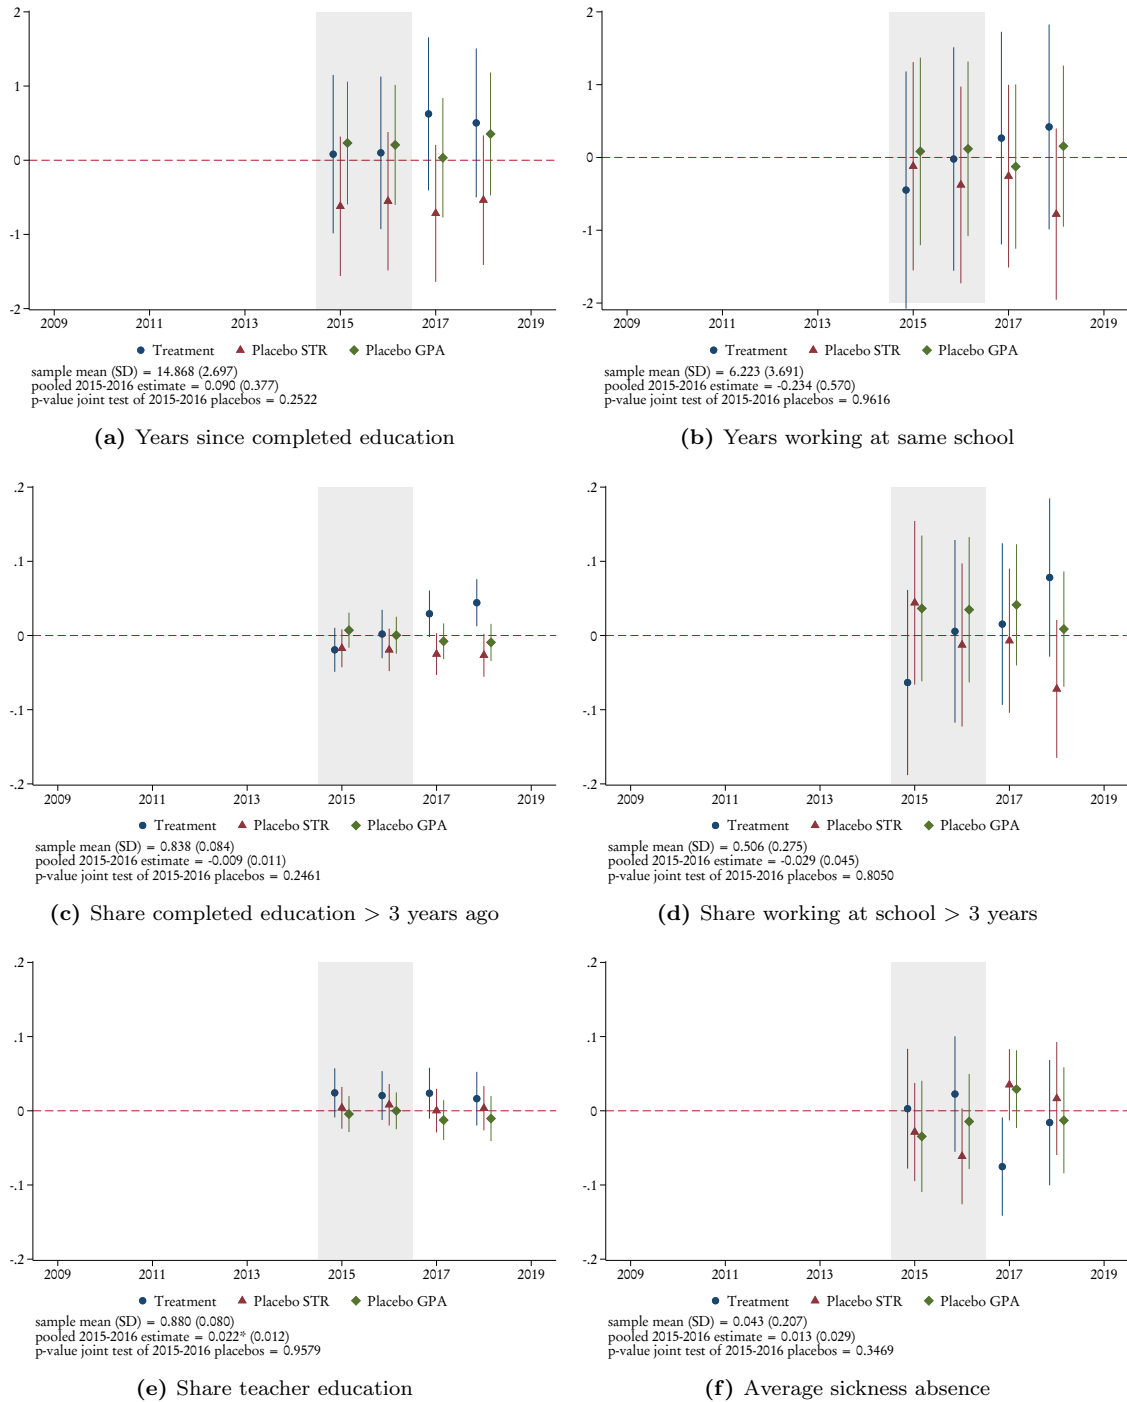 2
1
0
-1
-2
2009 2011 2013 2015 2017 2019
Treatment Placebo STR Placebo GPA
sample mean (SD) = 14.868 (2.697)
pooled 2015-2016 estimate = 0.090 (0.377)
p-value joint test of 2015-2016 placebos = 0.2522
(a) Years since completed education
2
1
0
-1
-2
2009 2011 2013 2015 2017 2019
Treatment Placebo STR Placebo GPA
sample mean (SD) = 6.223 (3.691)
pooled 2015-2016 estimate = -0.234 (0.570)
p-value joint test of 2015-2016 placebos = 0.9616
(b) Years working at same school
.2
.1
0
-.1
-.2
2009 2011 2013 2015 2017 2019
Treatment Placebo STR Placebo GPA
sample mean (SD) = 0.838 (0.084)
pooled 2015-2016 estimate = -0.009 (0.011)
p-value joint test of 2015-2016 placebos = 0.2461
(c) Share completed education > 3 years ago
.2
.1
0
-.1
-.2
2009 2011 2013 2015 2017 2019
Treatment Placebo STR Placebo GPA
sample mean (SD) = 0.506 (0.275)
pooled 2015-2016 estimate = -0.029 (0.045)
p-value joint test of 2015-2016 placebos = 0.8050
(d) Share working at school > 3 years
.2
.1
0
-.1
-.2
2009 2011 2013 2015 2017 2019
Treatment Placebo STR Placebo GPA
sample mean (SD) = 0.880 (0.080)
pooled 2015-2016 estimate = 0.022* (0.012)
p-value joint test of 2015-2016 placebos = 0.9579
(e) Share teacher education
.2
.1
0
-.1
-.2
2009 2011 2013 2015 2017 2019
Treatment Placebo STR Placebo GPA
sample mean (SD) = 0.043 (0.207)
pooled 2015-2016 estimate = 0.013 (0.029)
p-value joint test of 2015-2016 placebos = 0.3469
(f) Average sickness absence